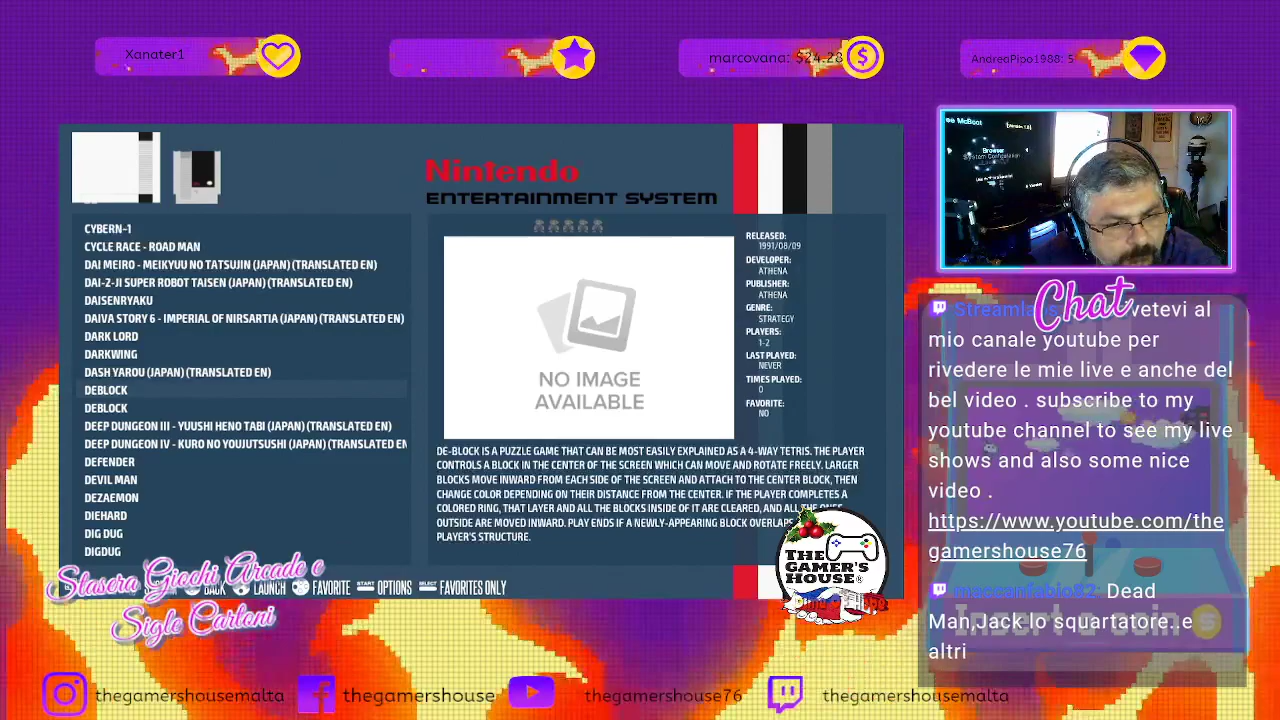 Xanater1
marcovana: $24.28
AndreaPipo1988: 5
Nintendo
ENTERTAINMENT SYSTEM
CYBERN-1
CYCLE RACE - ROAD MAN
DAI MEIRO - MEIKYUU NO TATSUJIN (JAPAN) (TRANSLATED EN)
DAI-2-JI SUPER ROBOT TAISEN (JAPAN) (TRANSLATED EN)
DAISENRYAKU
DAIVA STORY 6 - IMPERIAL OF NIRSARTIA (JAPAN) (TRANSLATED EN)
DARK LORD
DARKWING
DASH YAROU (JAPAN) (TRANSLATED EN)
DEBLOCK
DEBLOCK
DEEP DUNGEON III - YUUSHI HENO TABI (JAPAN) (TRANSLATED EN)
DEEP DUNGEON IV - KURO NO YOUJUTSUSHI (JAPAN) (TRANSLATED EN
DEFENDER
DEVIL MAN
DEZAEMON
DIEHARD
DIG DUG
DIGDUG
NO IMAGE
AVAILABLE
RELEASED:
1991/08/09
DEVELOPER:
ATHENA
PUBLISHER:
ATHENA
GENRE:
STRATEGY
PLAYERS:
1-2
LAST PLAYED:
NEVER
TIMES PLAYED:
0
FAVORITE:
NO
DE-BLOCK IS A PUZZLE GAME THAT CAN BE MOST EASILY EXPLAINED AS A 4-WAY TETRIS. THE PLAYER
CONTROLS A BLOCK IN THE CENTER OF THE SCREEN WHICH CAN MOVE AND ROTATE FREELY. LARGER
BLOCKS MOVE INWARD FROM EACH SIDE OF THE SCREEN AND ATTACH TO THE CENTER BLOCK, THEN
CHANGE COLOR DEPENDING ON THEIR DISTANCE FROM THE CENTER. IF THE PLAYER COMPLETES A
COLORED RING, THAT LAYER AND ALL THE BLOCKS INSIDE OF IT ARE CLEARED, AND ALL THE ONES
OUTSIDE ARE MOVED INWARD. PLAY ENDS IF A NEWLY-APPEARING BLOCK OVERLAPS
PLAYER'S STRUCTURE.
BACK LAUNCH FAVORITE START OPTIONS SELECT FAVORITES ONLY
THE
GAMER'S
HOUSE®
Stasera Giochi Arcade e
Sigle Cartoni
McBoot
Browser
System Configuration
Chat
Streamla vetevi al
mio canale youtube per
rivedere le mie live e anche del
bel video . subscribe to my
youtube channel to see my live
shows and also some nice
video .
https://www.youtube.com/the
gamershouse76
maccanfabio82: Dead
Man,Jack lo squartatore..e
altri
Insert a coin
thegamershousemalta
thegamershouse
thegamershouse76
thegamershousemalta